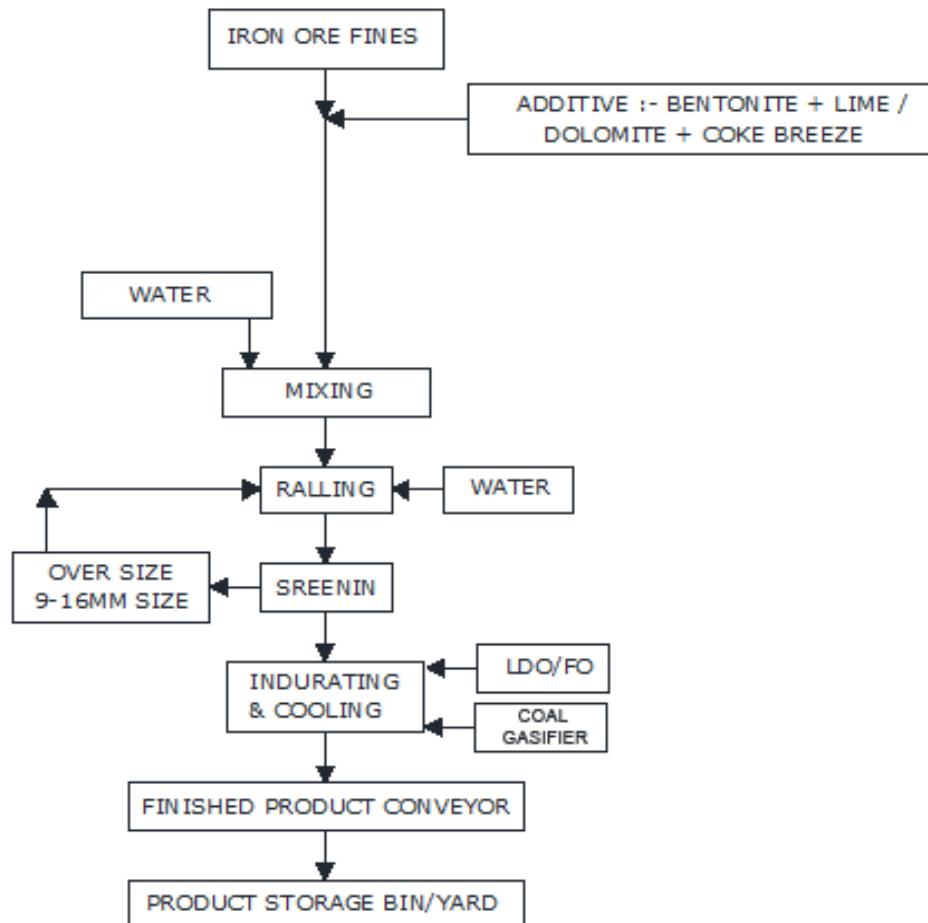 IRON ORE FINES
ADDITIVE :- BENTONITE + LIME /
DOLOMITE + COKE BREEZE
WATER
MIXING
RALLING
WATER
OVER SIZE
9-16MM SIZE
SREENIN
INDURATING
& COOLING
LDO/FO
COAL
GASIFIER
FINISHED PRODUCT CONVEYOR
PRODUCT STORAGE BIN/YARD